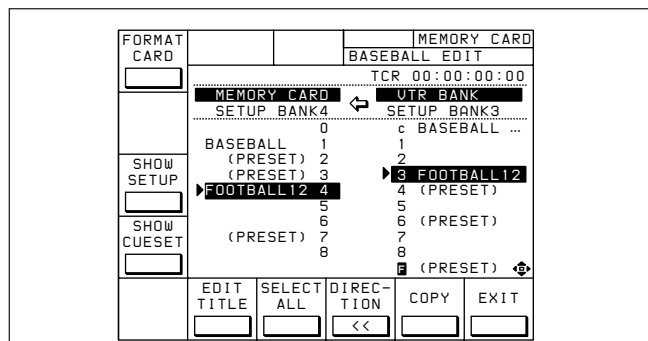 FORMAT CARD
MEMORY CARD
BASEBALL EDIT
TCR 00:00:00:00
MEMORY CARD
VTR BANK
SETUP BANK4
SETUP BANK3
0 c BASEBALL …
BASEBALL 1 1
(PRESET) 2 2
(PRESET) 3 3 FOOTBALL12
FOOTBALL12 4 4 (PRESET)
5 5
6 6 (PRESET)
(PRESET) 7 7
8 8
F (PRESET)
SHOW SETUP
SHOW CUESET
EDIT TITLE
SELECT ALL
DIREC-TION
<<
COPY
EXIT